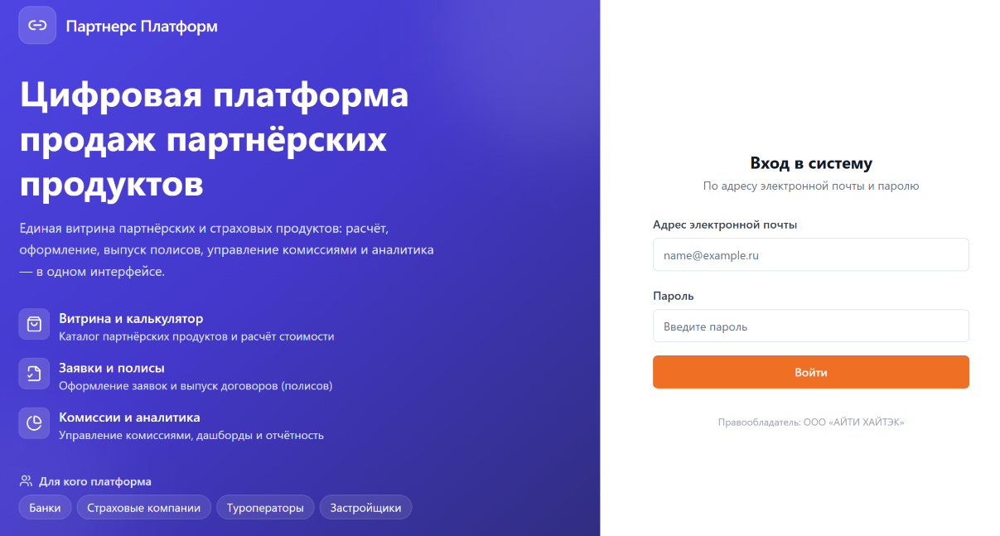 Партнерс Платформ
Цифровая платформа
продаж партнёрских
продуктов
Единая витрина партнёрских и страховых продуктов: расчёт,
оформление, выпуск полисов, управление комиссиями и аналитика
— в одном интерфейсе.
Витрина и калькулятор
Каталог партнёрских продуктов и расчёт стоимости
Заявки и полисы
Оформление заявок и выпуск договоров (полисов)
Комиссии и аналитика
Управление комиссиями, дашборды и отчётность
Для кого платформа
Банки
Страховые компании
Туроператоры
Застройщики
Вход в систему
По адресу электронной почты и паролю
Адрес электронной почты
name@example.ru
Пароль
Введите пароль
Войти
Правообладатель: ООО «АЙТИ ХАЙТЭК»